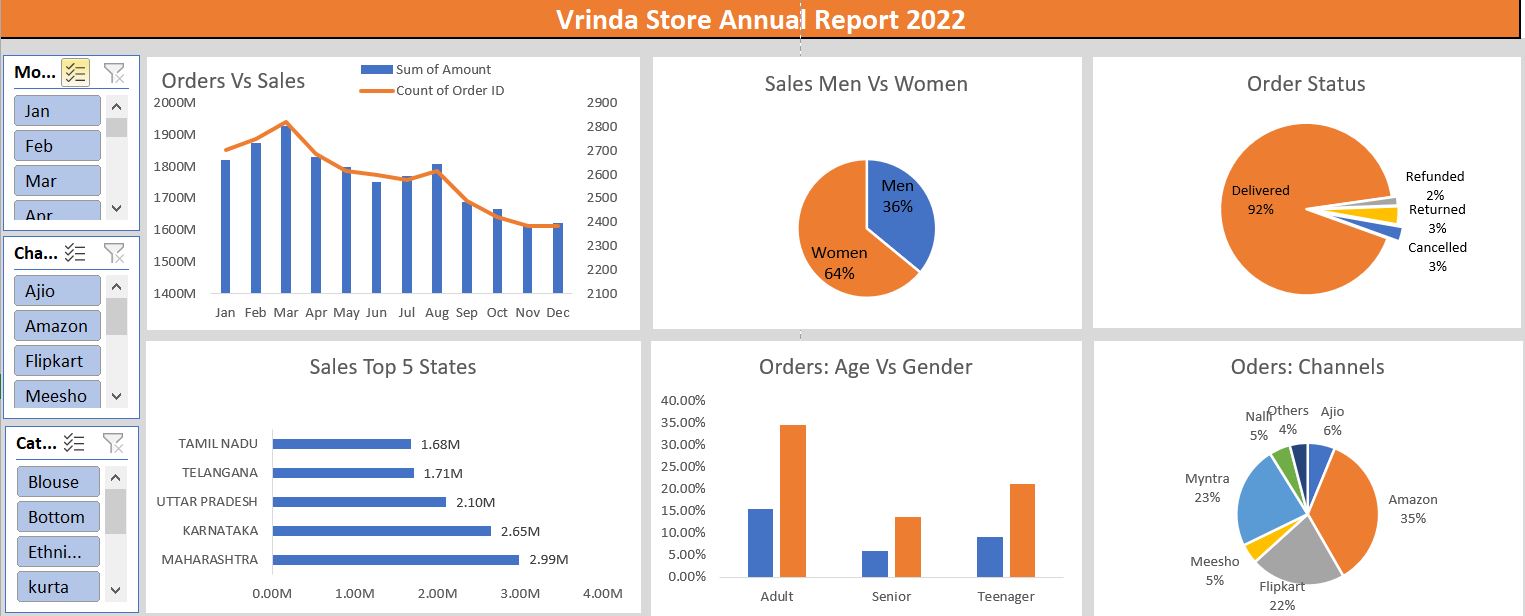 Vrinda Store Annual Report 2022
Mo...
Jan
Feb
Mar
Apr
Cha...
Ajio
Amazon
Flipkart
Meesho
Cat...
Blouse
Bottom
Ethni...
kurta
Orders Vs Sales
Sum of Amount
Count of Order ID
2000M
1900M
1800M
1700M
1600M
1500M
1400M
2900
2800
2700
2600
2500
2400
2300
2200
2100
Jan Feb Mar Apr May Jun Jul Aug Sep Oct Nov Dec
Sales Men Vs Women
Men
36%
Women
64%
Order Status
Delivered
92%
Refunded
2%
Returned
3%
Cancelled
3%
Sales Top 5 States
TAMIL NADU 1.68M
TELANGANA 1.71M
UTTAR PRADESH 2.10M
KARNATAKA 2.65M
MAHARASHTRA 2.99M
0.00M 1.00M 2.00M 3.00M 4.00M
Orders: Age Vs Gender
40.00%
35.00%
30.00%
25.00%
20.00%
15.00%
10.00%
5.00%
0.00%
Adult Senior Teenager
Oders: Channels
Nalli
5%
Others
4%
Ajio
6%
Myntra
23%
Amazon
35%
Meesho
5%
Flipkart
22%